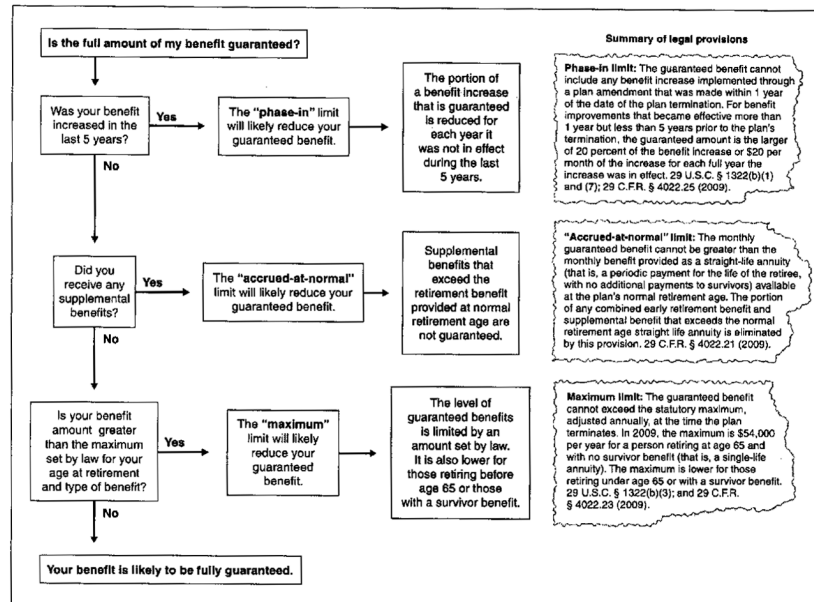 Is the full amount of my benefit guaranteed?
Summary of legal provisions
Was your benefit
increased in the
last 5 years?
Yes
No
The "phase-in" limit
will likely reduce your
guaranteed benefit.
The portion of
a benefit increase
that is guaranteed
is reduced for
each year it
was not in effect
during the last
5 years.
Phase-in limit: The guaranteed benefit cannot
include any benefit increase implemented through
a plan amendment that was made within 1 year
of the date of the plan termination. For benefit
improvements that became effective more than
1 year but less than 5 years prior to the plan's
termination, the guaranteed amount is the larger
of 20 percent of the benefit increase or $20 per
month of the increase for each full year the
increase was in effect. 29 U.S.C. § 1322(b)(1)
and (7); 29 C.F.R. § 4022.25 (2009).
Did you
receive any
supplemental
benefits?
Yes
No
The "accrued-at-normal"
limit will likely reduce your
guaranteed benefit.
Supplemental
benefits that
exceed the
retirement benefit
provided at normal
retirement age are
not guaranteed.
"Accrued-at-normal" limit: The monthly
guaranteed benefit cannot be greater than the
monthly benefit provided as a straight-life annuity
(that is, a periodic payment for the life of the retiree,
with no additional payments to survivors) available
at the plan's normal retirement age. The portion
of any combined early retirement benefit and
supplemental benefit that exceeds the normal
retirement age straight life annuity is eliminated
by this provision. 29 C.F.R. § 4022.21 (2009).
Is your benefit
amount greater
than the maximum
set by law for your
age at retirement
and type of benefit?
Yes
No
The "maximum"
limit will likely
reduce your
guaranteed
benefit.
The level of
guaranteed benefits
is limited by an
amount set by law.
It is also lower for
those retiring before
age 65 or those
with a survivor benefit.
Maximum limit: The guaranteed benefit
cannot exceed the statutory maximum,
adjusted annually, at the time the plan
terminates. In 2009, the maximum is $54,000
per year for a person retiring at age 65 and
with no survivor benefit (that is, a single-life
annuity). The maximum is lower for those
retiring under age 65 or with a survivor benefit.
29 U.S.C. § 1322(b)(3); and 29 C.F.R.
§ 4022.23 (2009).
Your benefit is likely to be fully guaranteed.